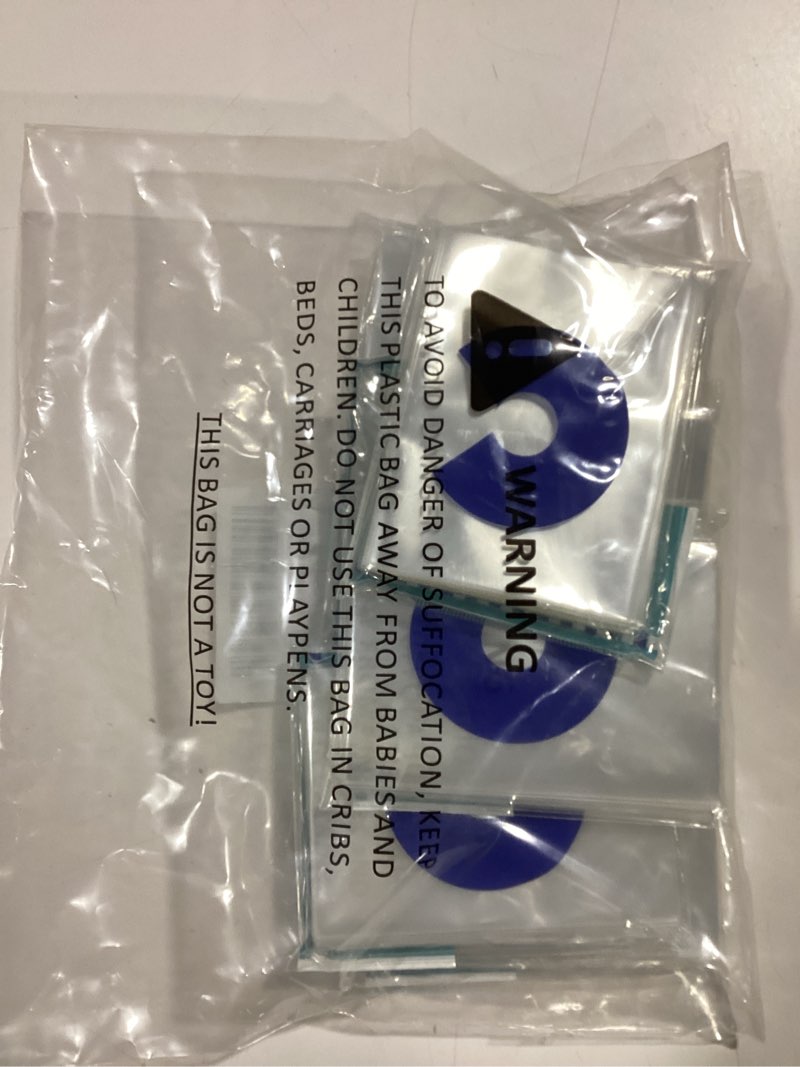 WARNING
TO AVOID DANGER OF SUFFOCATION, KEEP
THIS PLASTIC BAG AWAY FROM BABIES AND
CHILDREN. DO NOT USE THIS BAG IN CRIBS,
BEDS, CARRIAGES OR PLAYPENS.
THIS BAG IS NOT A TOY!